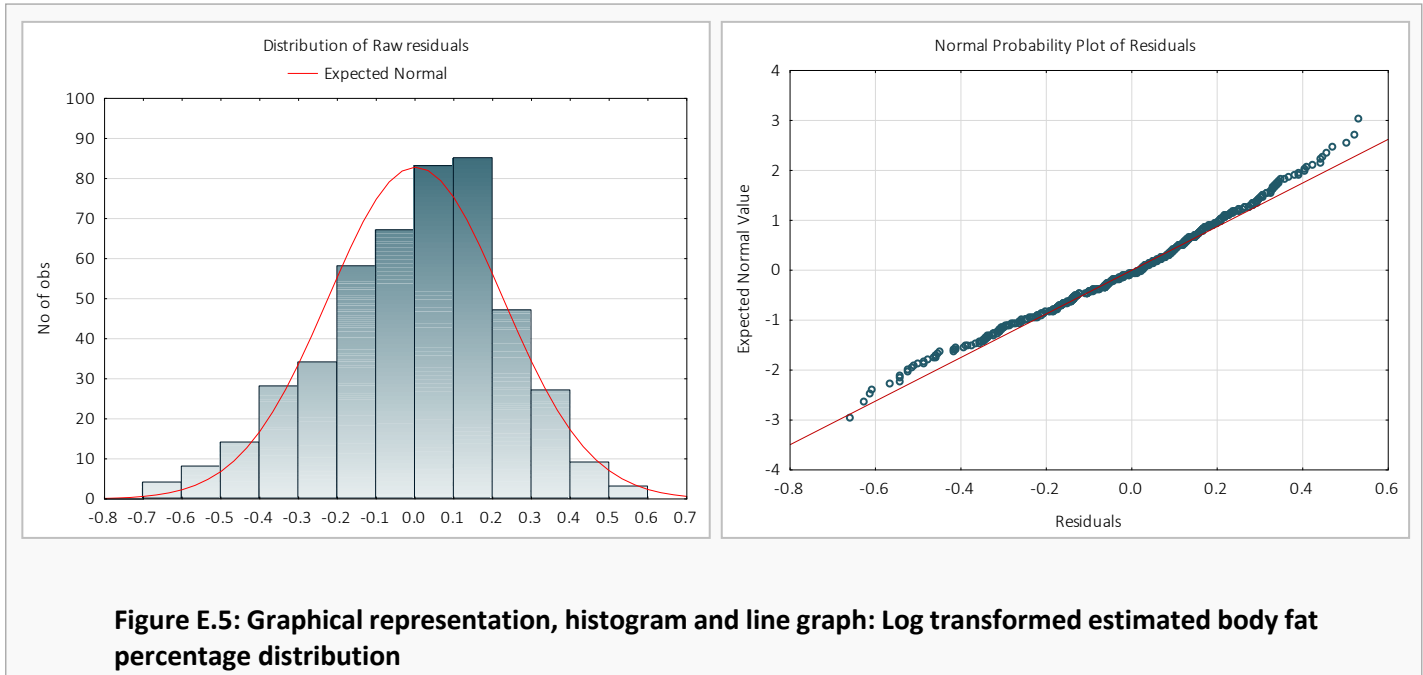 Distribution of Raw residuals
Expected Normal
100
90
80
70
60
50
40
30
20
10
0
No of obs
-0.8 -0.7 -0.6 -0.5 -0.4 -0.3 -0.2 -0.1 0.0 0.1 0.2 0.3 0.4 0.5 0.6 0.7
Normal Probability Plot of Residuals
4
3
2
1
0
-1
-2
-3
-4
Expected Normal Value
-0.8 -0.6 -0.4 -0.2 0.0 0.2 0.4 0.6
Residuals
Figure E.5: Graphical representation, histogram and line graph: Log transformed estimated body fat
percentage distribution